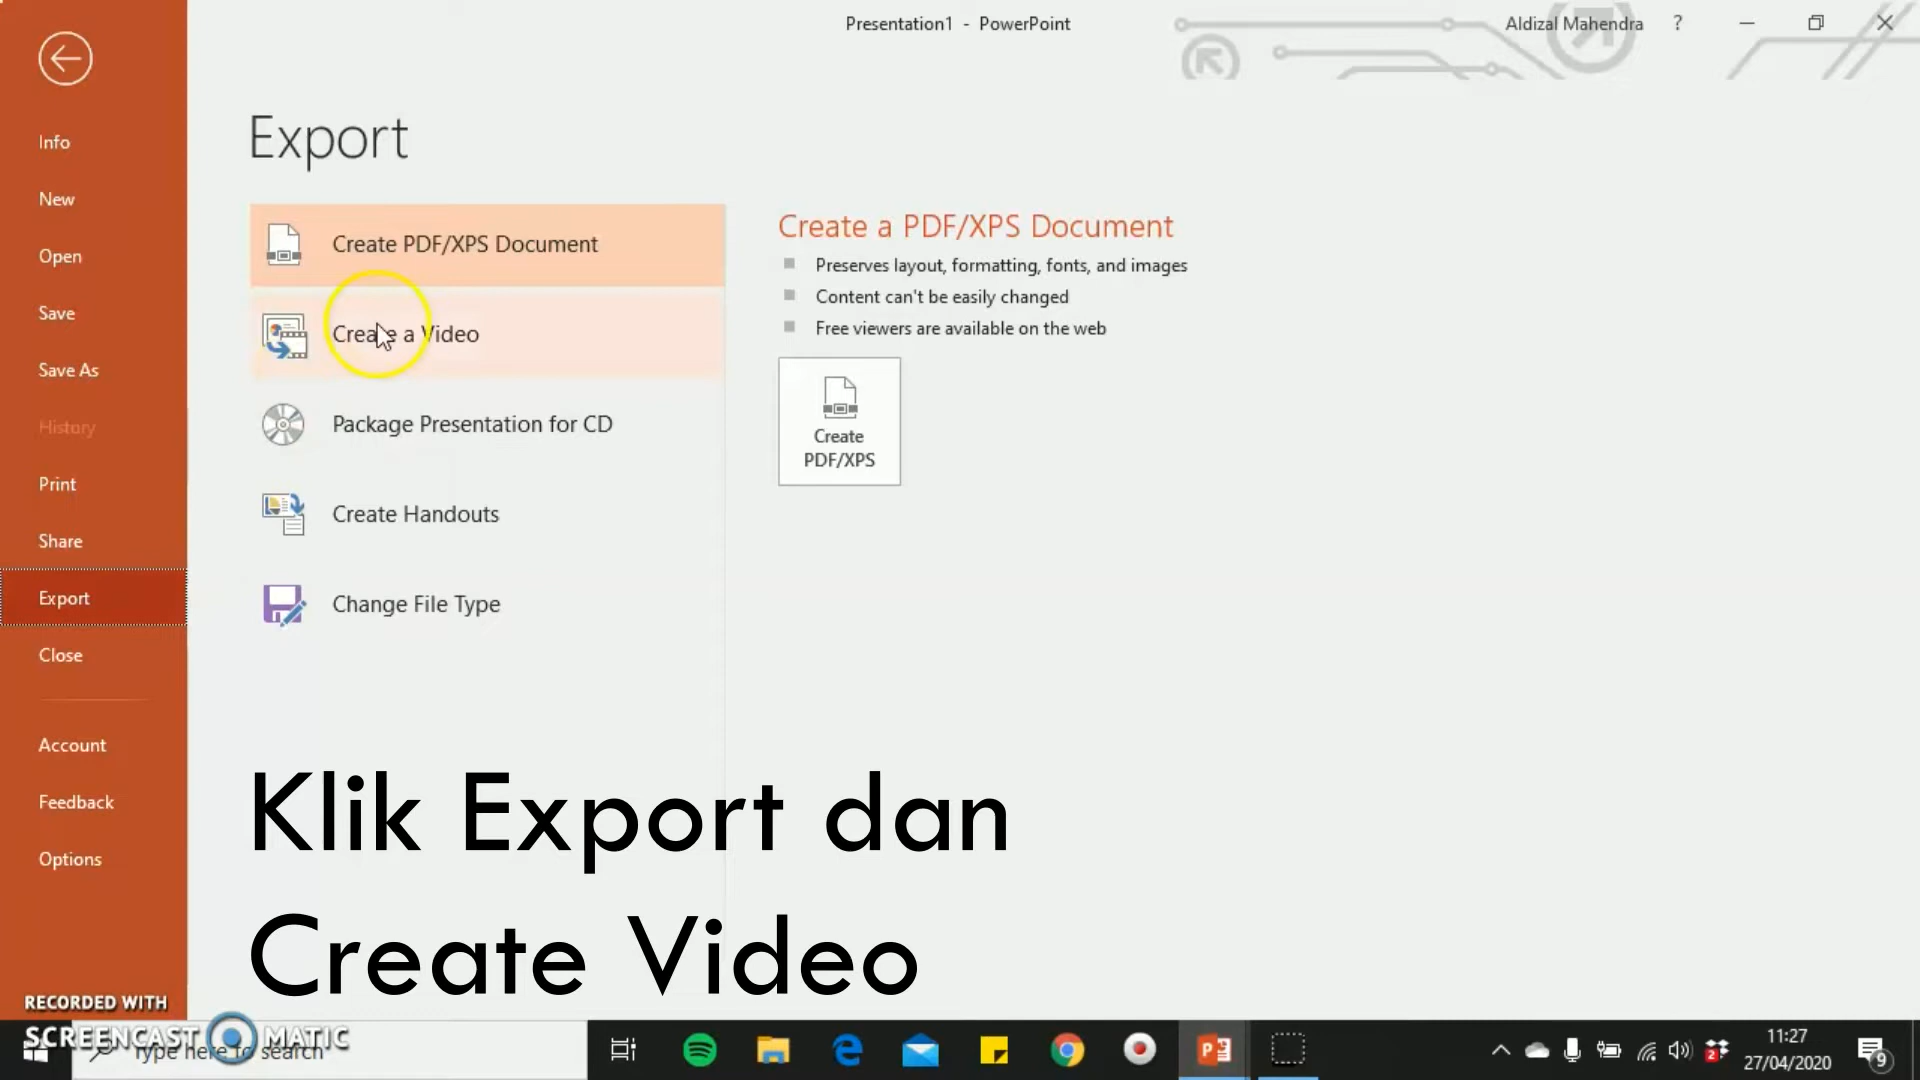 Presentation1 - PowerPoint
Aldizal Mahendra
?
Info
New
Open
Save
Save As
History
Print
Share
Export
Close
Account
Feedback
Options
Export
Create PDF/XPS Document
Create a Video
Package Presentation for CD
Create Handouts
Change File Type
Create a PDF/XPS Document
Preserves layout, formatting, fonts, and images
Content can't be easily changed
Free viewers are available on the web
Create
PDF/XPS
Klik Export dan
Create Video
RECORDED WITH
SCREENCAST MATIC
Type here to search
2
11:27
27/04/2020
9